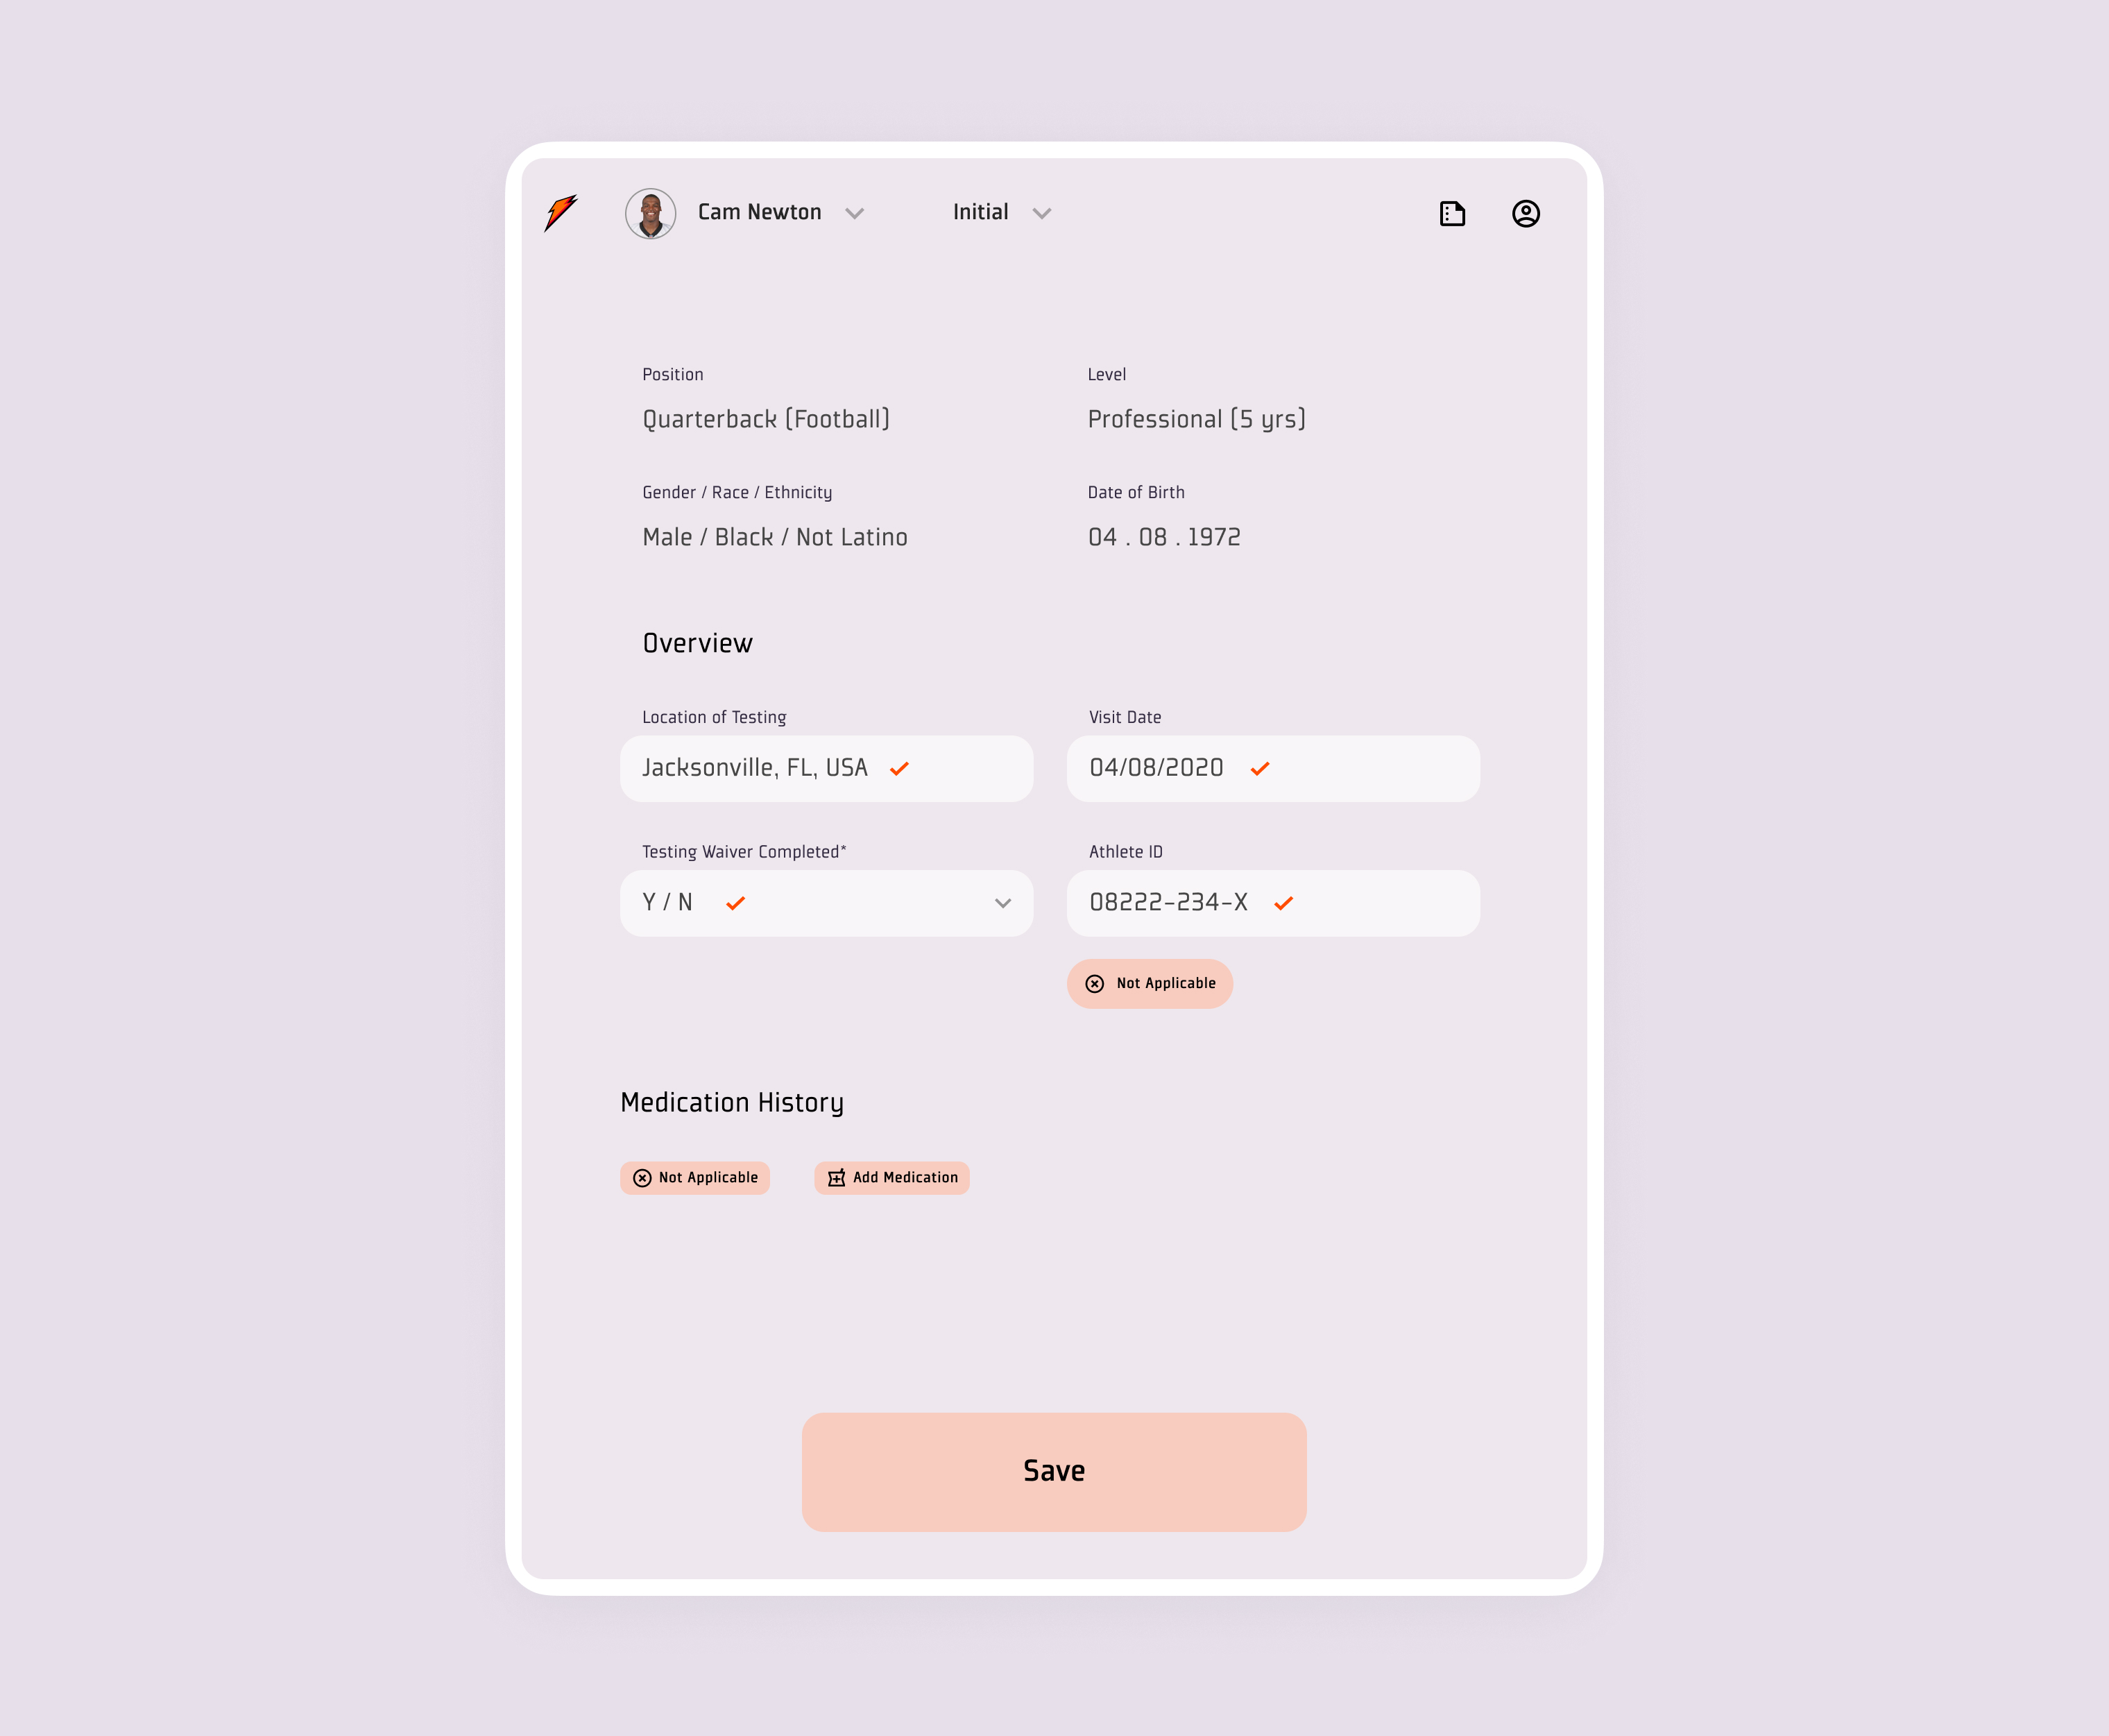 Cam Newton
Initial
Position
Level
Quarterback (Football)
Professional (5 yrs)
Gender / Race / Ethnicity
Date of Birth
Male / Black / Not Latino
04 . 08 . 1972
Overview
Location of Testing
Visit Date
Jacksonville, FL, USA
04/08/2020
Testing Waiver Completed*
Athlete ID
Y / N
08222-234-X
Not Applicable
Medication History
Not Applicable
Add Medication
Save